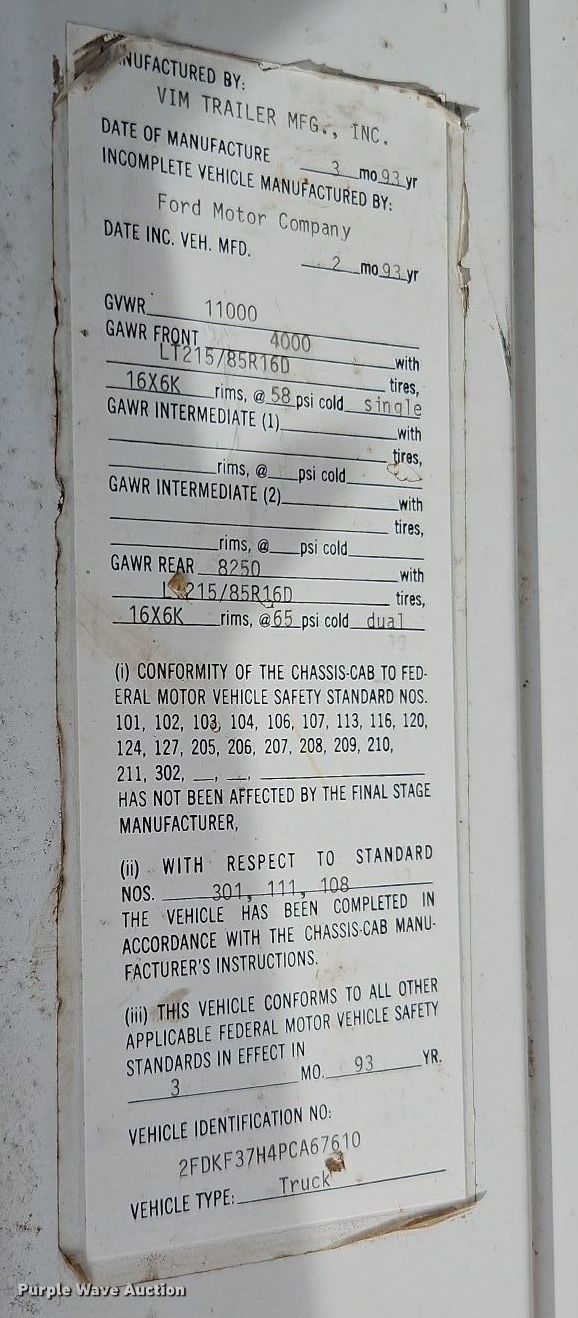 NUFACTURED BY:
VIM TRAILER MFG., INC.
DATE OF MANUFACTURE 3 mo 93 yr
INCOMPLETE VEHICLE MANUFACTURED BY:
Ford Motor Company
DATE INC. VEH. MFD. 2 mo 93 yr
GVWR 11000
GAWR FRONT 4000 with
LT215/85R16D tires,
16X6K rims, @ 58 psi cold single
GAWR INTERMEDIATE (1) with
tires,
rims, @ psi cold
GAWR INTERMEDIATE (2) with
tires,
rims, @ psi cold
GAWR REAR 8250 with
LT215/85R16D tires,
16X6K rims, @ 65 psi cold dual
(i) CONFORMITY OF THE CHASSIS-CAB TO FED-
ERAL MOTOR VEHICLE SAFETY STANDARD NOS.
101, 102, 103, 104, 106, 107, 113, 116, 120,
124, 127, 205, 206, 207, 208, 209, 210,
211, 302, __, __, ______
HAS NOT BEEN AFFECTED BY THE FINAL STAGE
MANUFACTURER,
(ii) WITH RESPECT TO STANDARD
NOS. 301, 111, 108
THE VEHICLE HAS BEEN COMPLETED IN
ACCORDANCE WITH THE CHASSIS-CAB MANU-
FACTURER'S INSTRUCTIONS.
(iii) THIS VEHICLE CONFORMS TO ALL OTHER
APPLICABLE FEDERAL MOTOR VEHICLE SAFETY
STANDARDS IN EFFECT IN
3 MO. 93 YR.
VEHICLE IDENTIFICATION NO:
2FDKF37H4PCA67610
VEHICLE TYPE: Truck
Purple Wave Auction